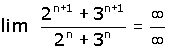 lim (2^{n+1} + 3^{n+1}) / (2^n + 3^n) = ∞ / ∞